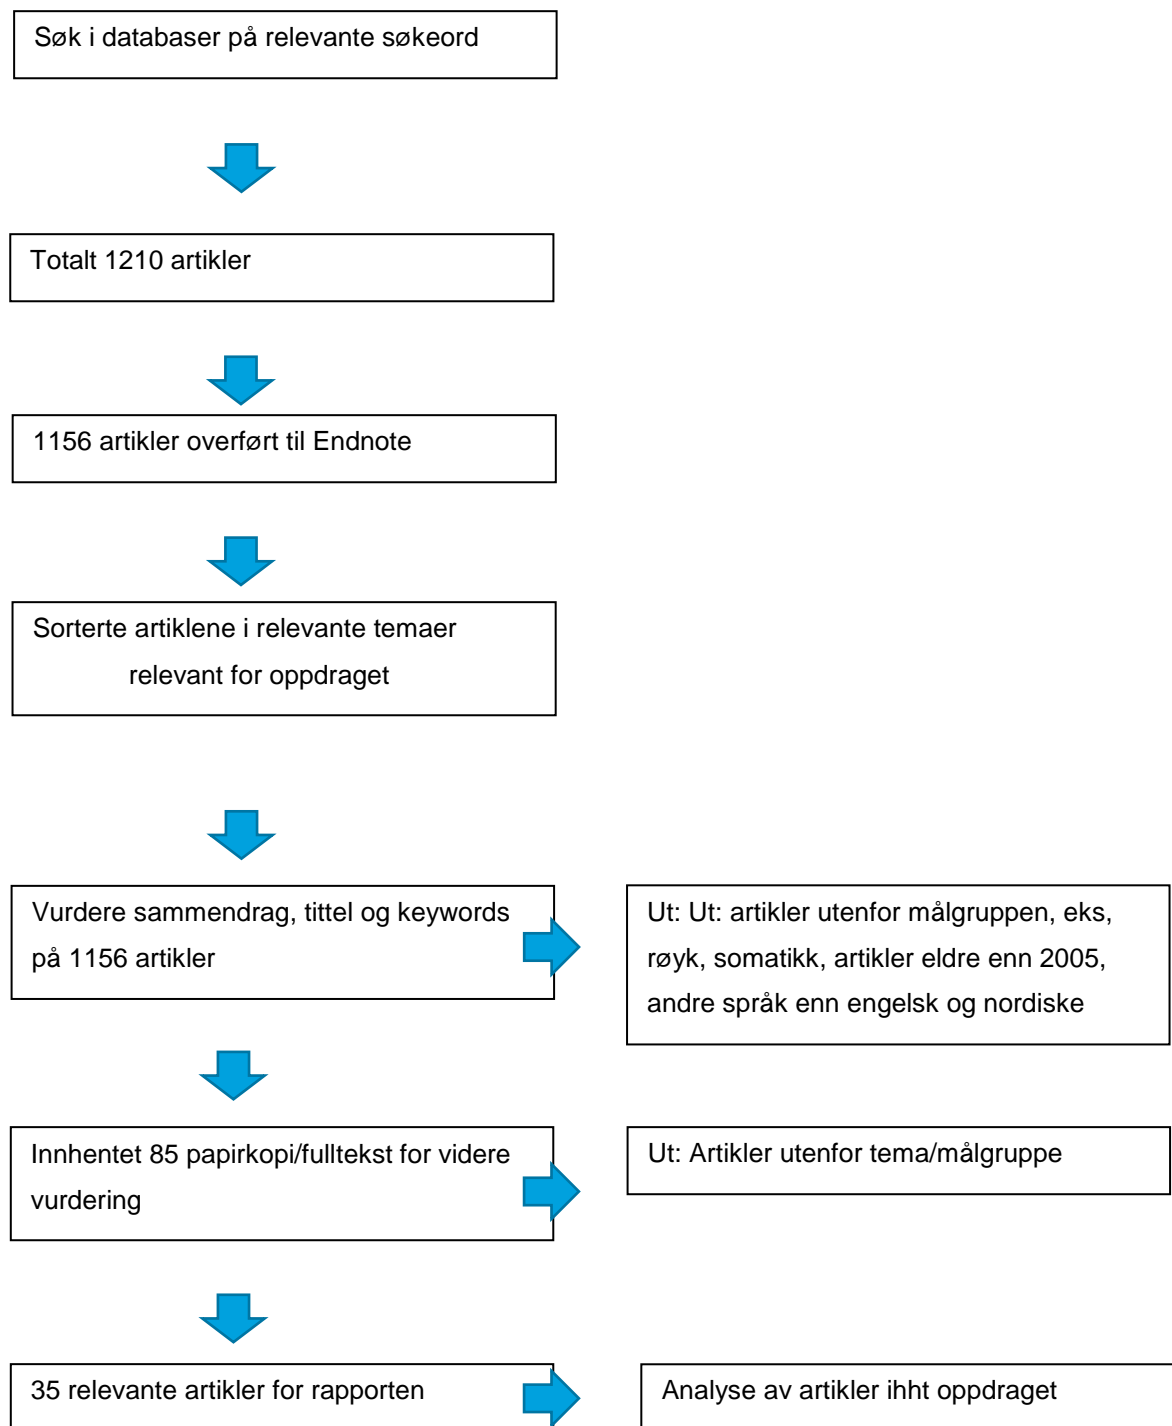 Søk i databaser på relevante søkeord
Totalt 1210 artikler
1156 artikler overført til Endnote
Sorterte artiklene i relevante temaer
relevant for oppdraget
Vurdere sammendrag, tittel og keywords
på 1156 artikler
Ut: Ut: artikler utenfor målgruppen, eks,
røyk, somatikk, artikler eldre enn 2005,
andre språk enn engelsk og nordiske
Innhentet 85 papirkopi/fulltekst for videre
vurdering
Ut: Artikler utenfor tema/målgruppe
35 relevante artikler for rapporten
Analyse av artikler ihht oppdraget